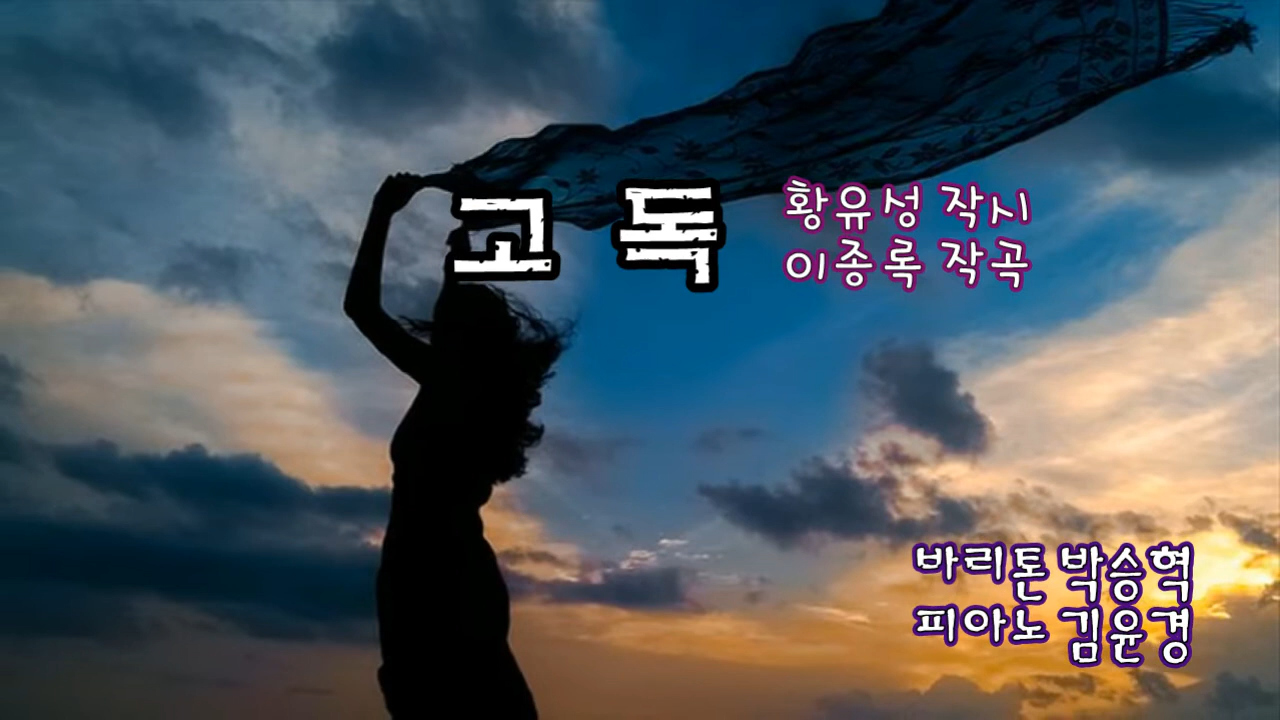 고 독
황유성 작시
이종록 작곡
바리톤 박승혁
피아노 김윤경